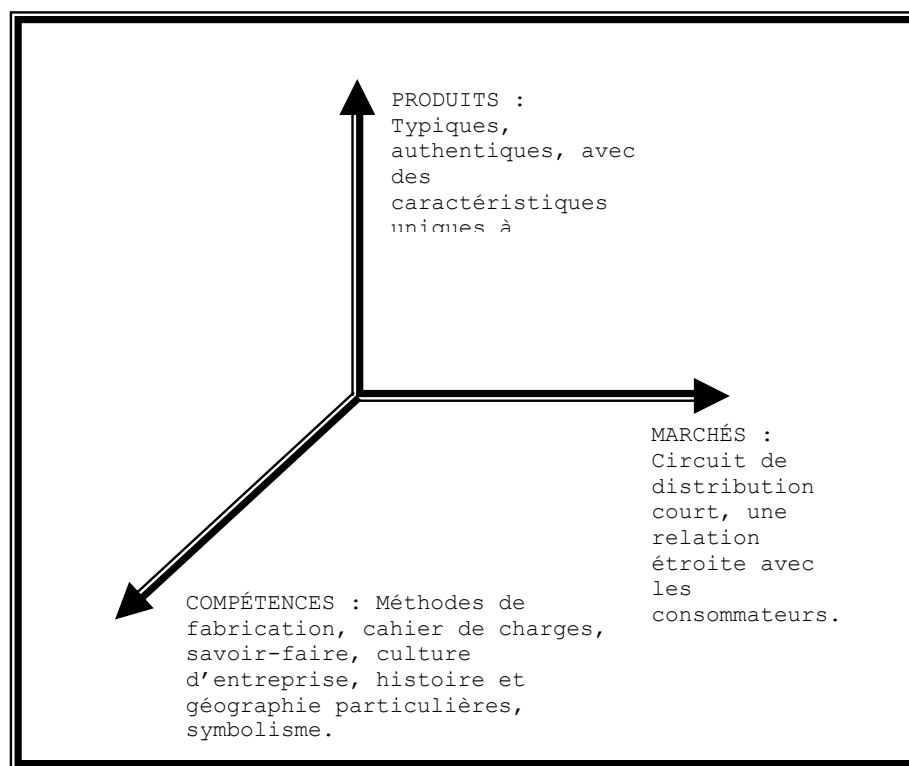 PRODUITS :
Typiques,
authentiques, avec
des
caractéristiques
uniques à
MARCHÉS :
Circuit de
distribution
court, une
relation
étroite avec
les
consommateurs.
COMPÉTENCES : Méthodes de
fabrication, cahier de charges,
savoir-faire, culture
d’entreprise, histoire et
géographie particulières,
symbolisme.